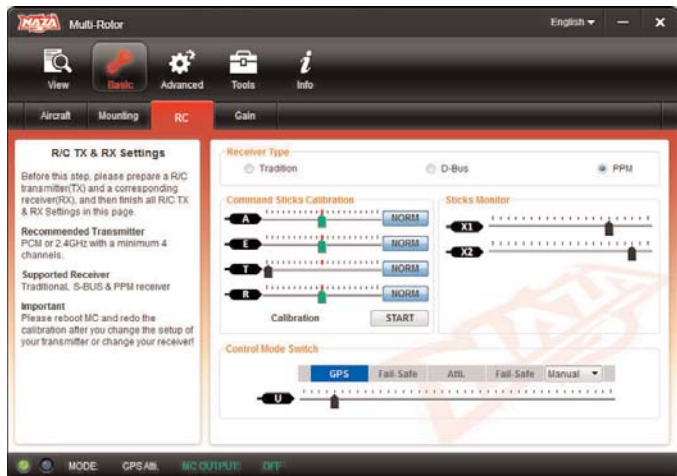 NAZA
Multi-Rotor
English
View
Basic
Advanced
Tools
Info
Aircraft
Mounting
RC
Gain
R/C TX & RX Settings
Before this step, please prepare a R/C
transmitter(TX) and a corresponding
receiver(RX), and then finish all R/C TX
& RX Settings in this page.
Recommended Transmitter
PCM or 2.4GHz with a minimum 4
channels.
Supported Receiver
Traditional, S-BUS & PPM receiver
Important
Please reboot MC and redo the
calibration after you change the setup of
your transmitter or change your receiver!
Receiver Type
Tradition
D-Bus
PPM
Command Sticks Calibration
A
NORM
E
NORM
T
NORM
R
NORM
Calibration
START
Sticks Monitor
X1
X2
Control Mode Switch
GPS
Fail-Safe
Atti.
Fail-Safe
Manual
U
NAZA
MODE:
GPS Atti.
MC OUTPUT:
OFF